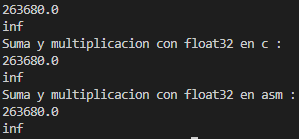 263680.0
inf
Suma y multiplicacion con float32 en c :
263680.0
inf
Suma y multiplicacion con float32 en asm :
263680.0
inf